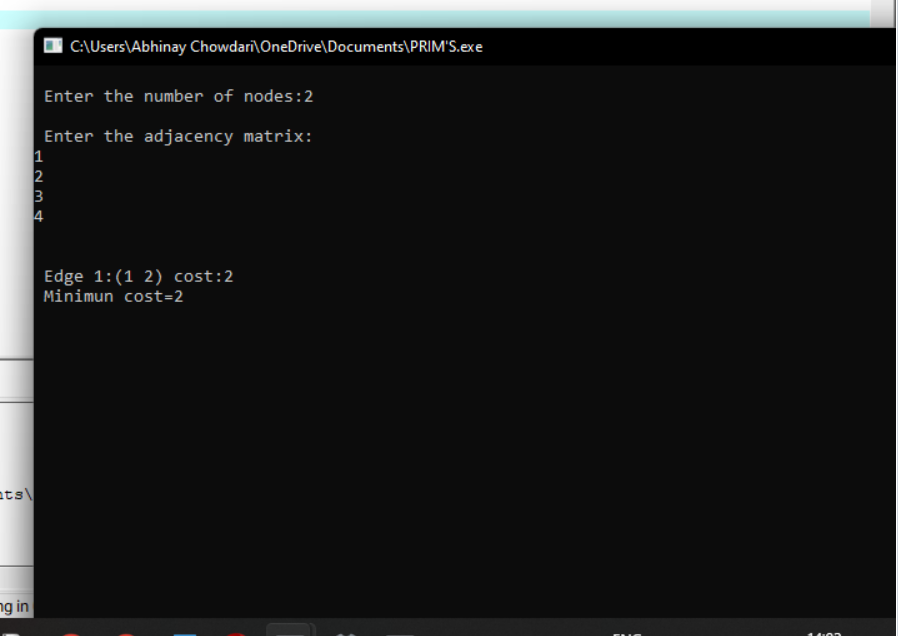 C:\Users\Abhinay Chowdari\OneDrive\Documents\PRIM'S.exe
Enter the number of nodes:2
Enter the adjacency matrix:
1
2
3
4
Edge 1:(1 2) cost:2
Minimun cost=2
nts\
ng in
ENG
14:03